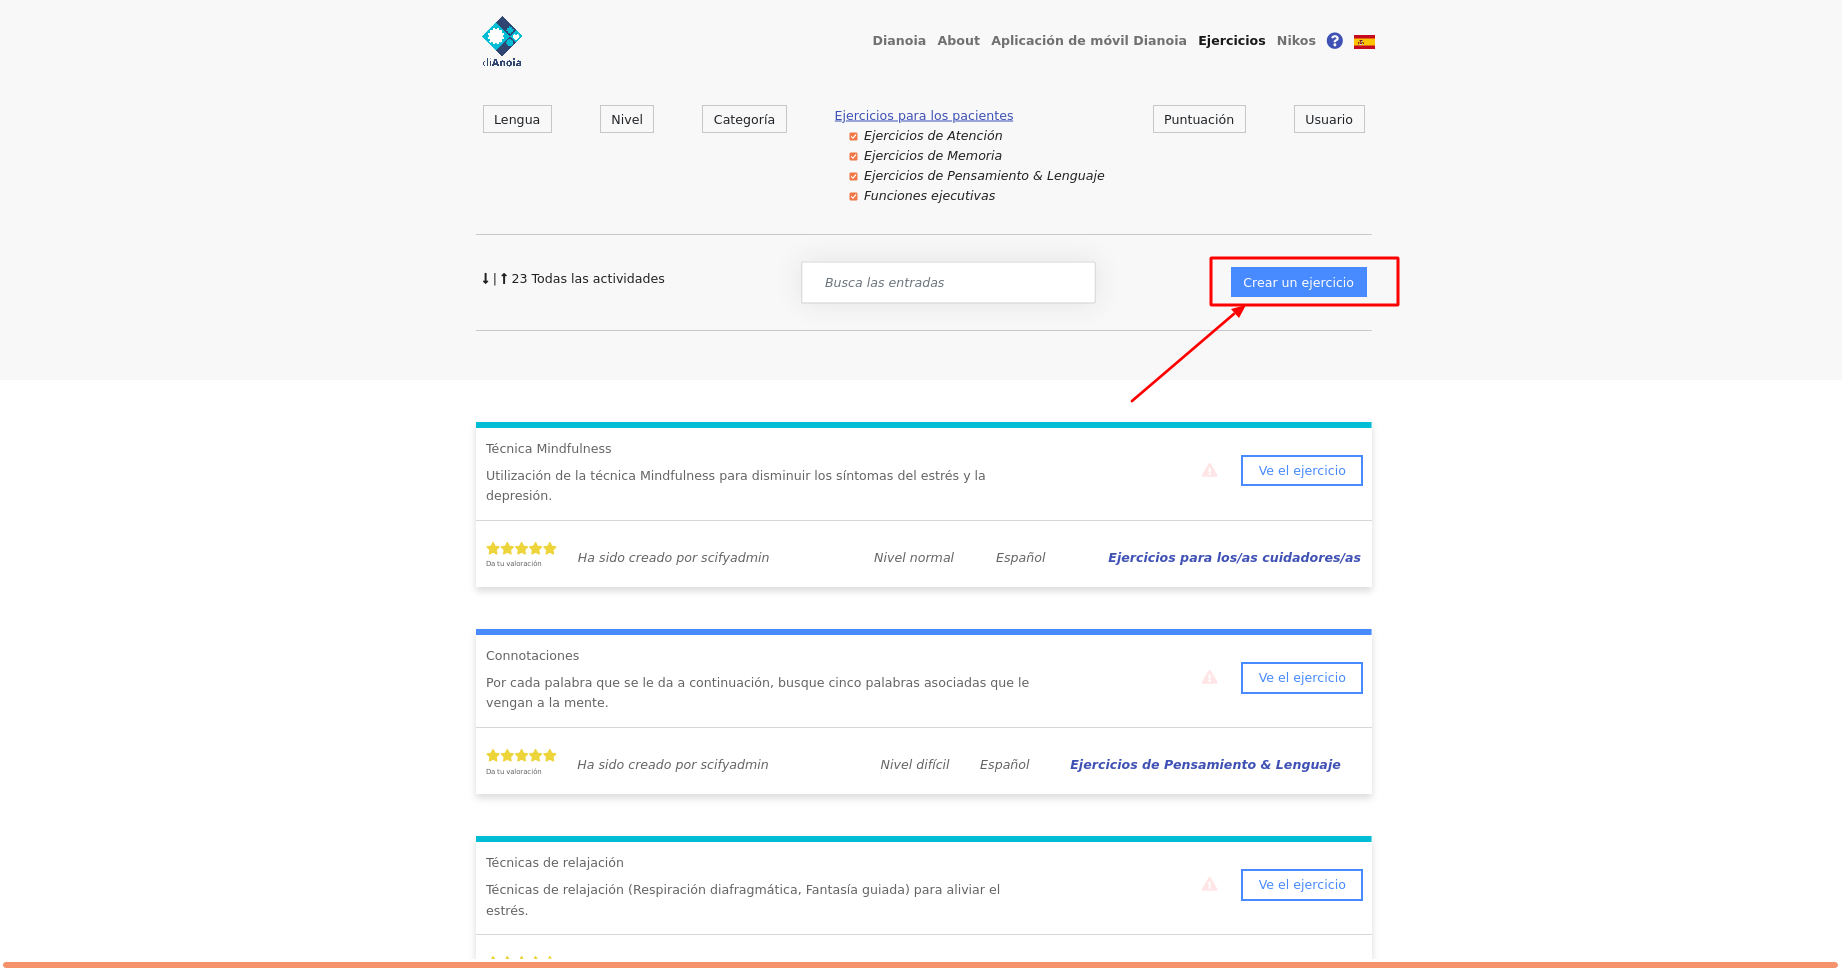 diAnoia
Dianoia About Aplicación de móvil Dianoia Ejercicios Nikos
Lengua
Nivel
Categoría
Ejercicios para los pacientes
Ejercicios de Atención
Ejercicios de Memoria
Ejercicios de Pensamiento & Lenguaje
Funciones ejecutivas
Puntuación
Usuario
| 23 Todas las actividades
Busca las entradas
Crear un ejercicio
Técnica Mindfulness
Utilización de la técnica Mindfulness para disminuir los síntomas del estrés y la
depresión.
Ve el ejercicio
Da tu valoración
Ha sido creado por scifyadmin
Nivel normal
Español
Ejercicios para los/as cuidadores/as
Connotaciones
Por cada palabra que se le da a continuación, busque cinco palabras asociadas que le
vengan a la mente.
Ve el ejercicio
Da tu valoración
Ha sido creado por scifyadmin
Nivel difícil
Español
Ejercicios de Pensamiento & Lenguaje
Técnicas de relajación
Técnicas de relajación (Respiración diafragmática, Fantasía guiada) para aliviar el
estrés.
Ve el ejercicio